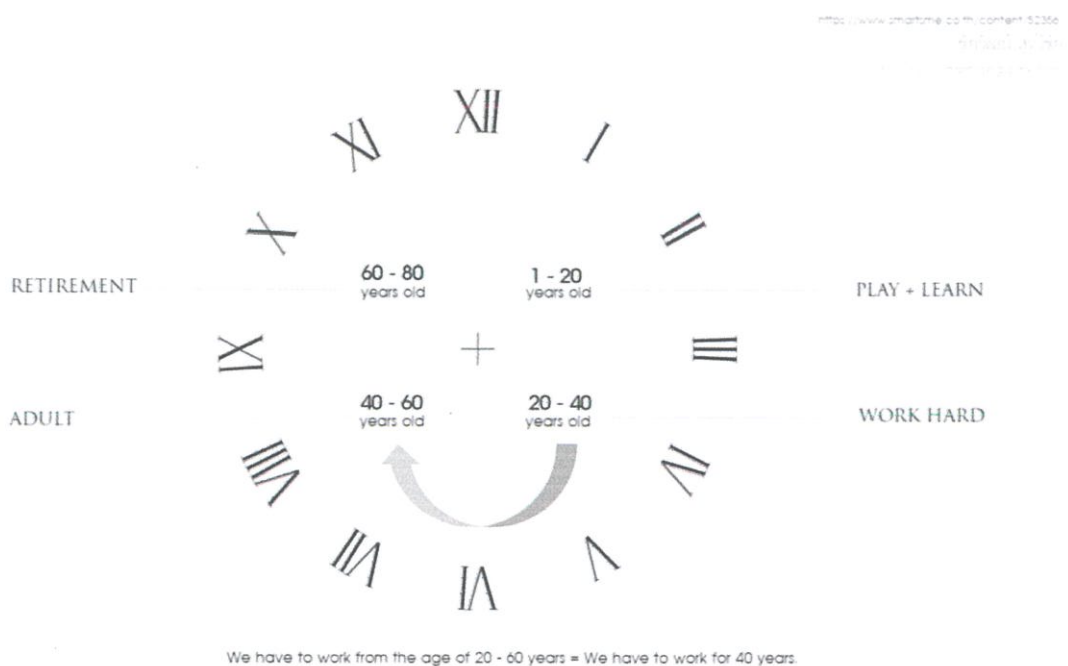 XII
XI
I
X
II
60 - 80
years old
1 - 20
years old
RETIREMENT
PLAY + LEARN
IX
III
40 - 60
years old
20 - 40
years old
ADULT
WORK HARD
VIII
IV
VII
V
VI
We have to work from the age of 20 - 60 years = We have to work for 40 years.